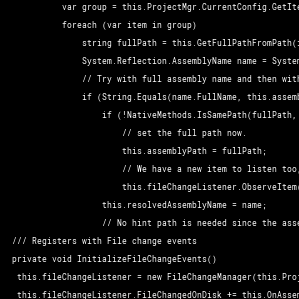 var group = this.ProjectMgr.CurrentConfig.GetIte
foreach (var item in group)
string fullPath = this.GetFullPathFromPath(
System.Reflection.AssemblyName name = System
// Try with full assembly name and then with
if (String.Equals(name.FullName, this.assemb
if (!NativeMethods.IsSamePath(fullPath,
// set the full path now.
this.assemblyPath = fullPath;
// We have a new item to listen too,
this.fileChangeListener.ObserveItem(
this.resolvedAssemblyName = name;
// No hint path is needed since the asse
/// Registers with File change events
private void InitializeFileChangeEvents()
this.fileChangeListener = new FileChangeManager(this.Proj
this.fileChangeListener.FileChangedOnDisk += this.OnAssem